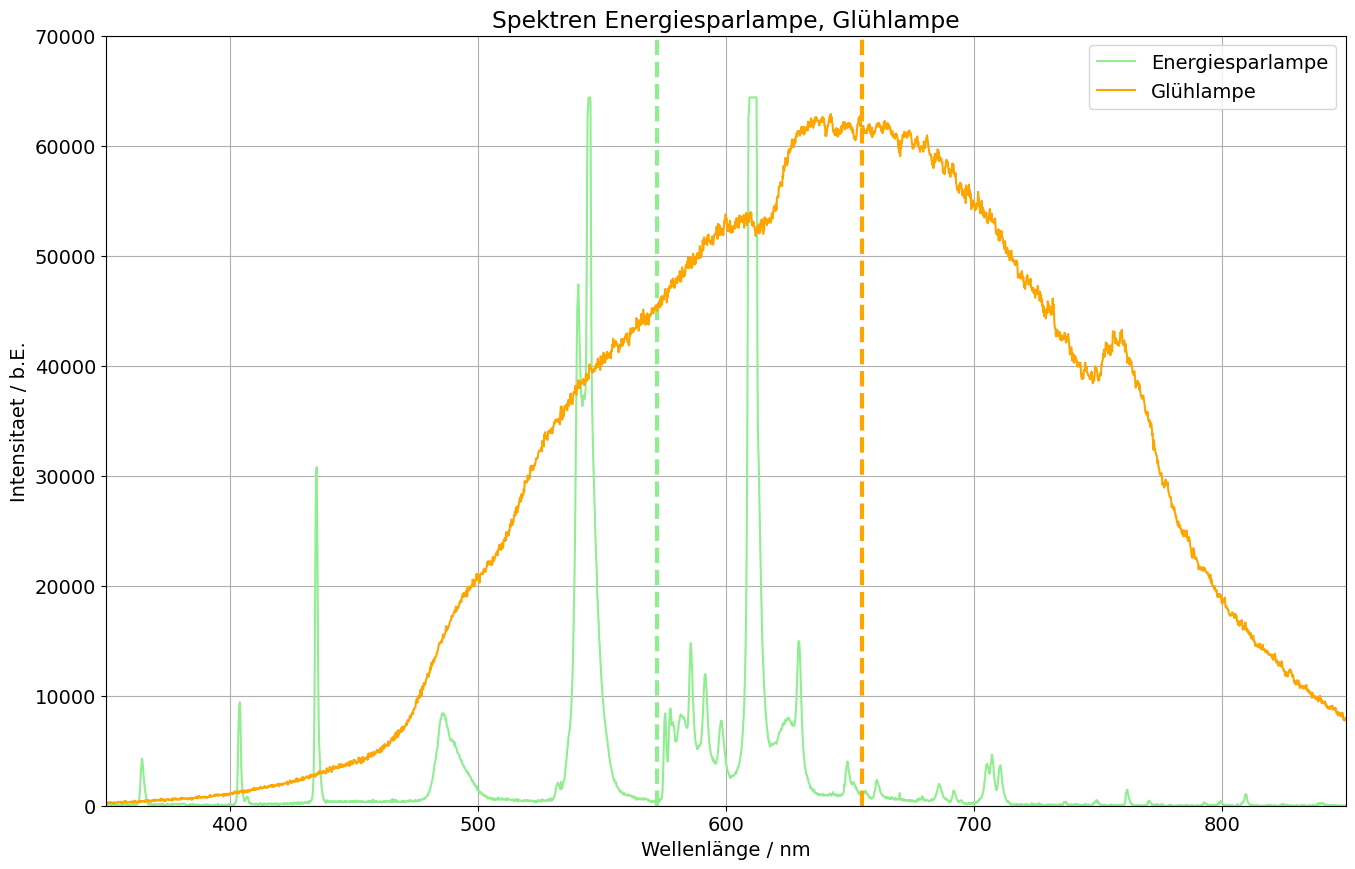 Spektren Energiesparlampe, Glühlampe
70000
60000
50000
40000
30000
20000
10000
0
Intensitaet / b.E.
Energiesparlampe
Glühlampe
400 500 600 700 800
Wellenlänge / nm